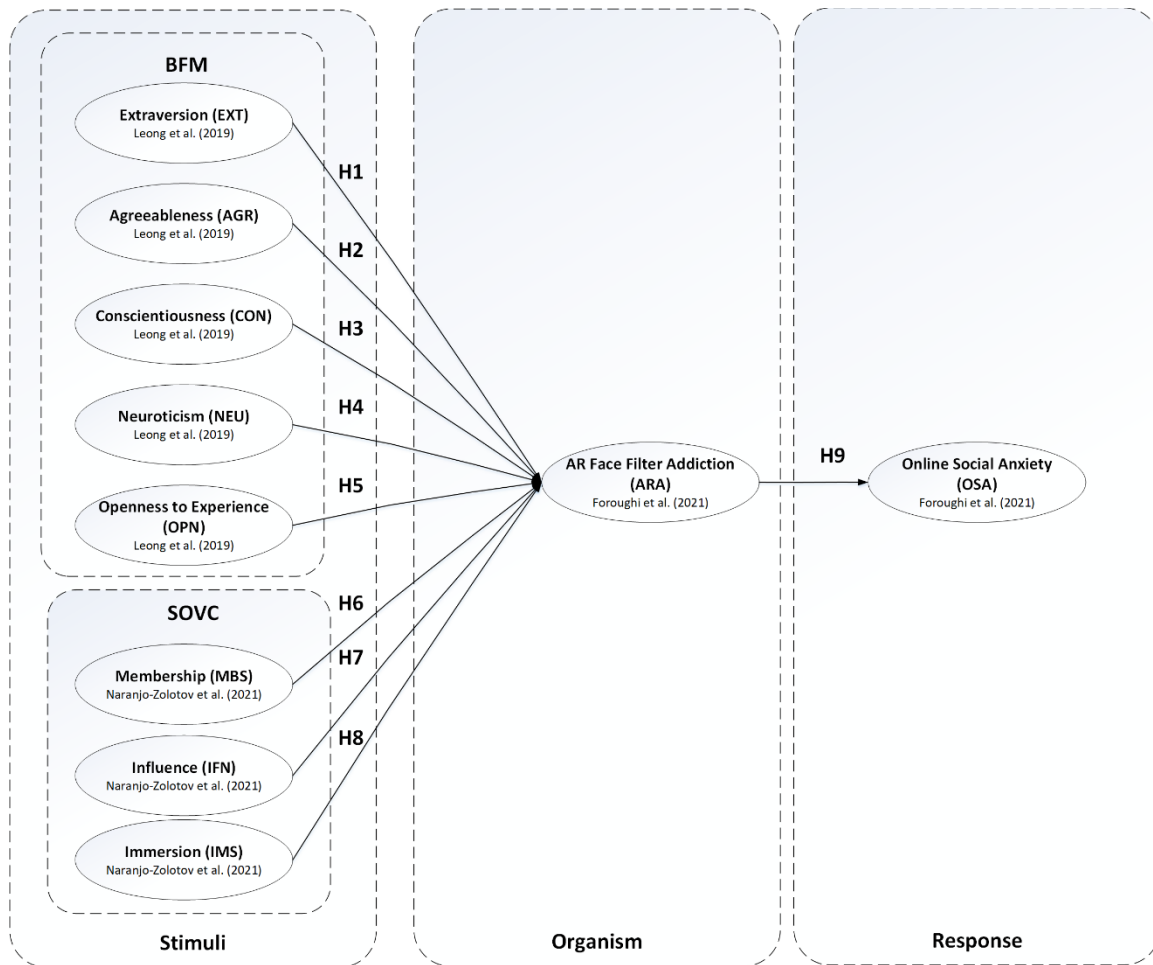 BFM
Extraversion (EXT)
Leong et al. (2019)
H1
Agreeableness (AGR)
Leong et al. (2019)
H2
Conscientiousness (CON)
Leong et al. (2019)
H3
Neuroticism (NEU)
Leong et al. (2019)
H4
Openness to Experience
(OPN)
Leong et al. (2019)
H5
SOVC
Membership (MBS)
Naranjo-Zolotov et al. (2021)
H6
Influence (IFN)
Naranjo-Zolotov et al. (2021)
H7
Immersion (IMS)
Naranjo-Zolotov et al. (2021)
H8
Stimuli
AR Face Filter Addiction
(ARA)
Foroughi et al. (2021)
Organism
H9
Online Social Anxiety
(OSA)
Foroughi et al. (2021)
Response